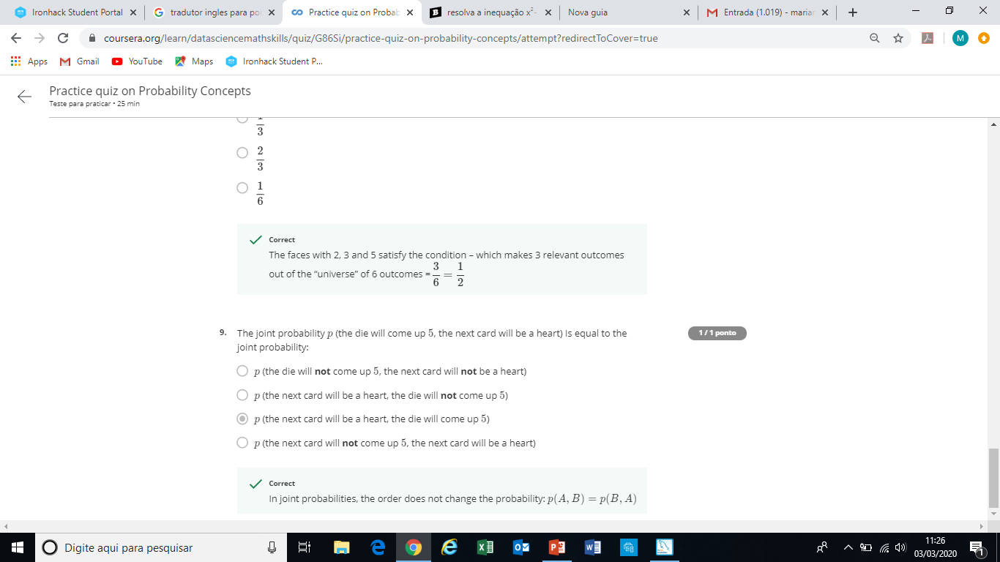 Ironhack Student Portal
tradutor ingles para por
Practice quiz on Probab
resolva a inequação x²-
Nova guia
Entrada (1.019) - mariar
coursera.org/learn/datasciencemathskills/quiz/G86Si/practice-quiz-on-probability-concepts/attempt?redirectToCover=true
M
Apps
Gmail
YouTube
Maps
Ironhack Student P...
Practice quiz on Probability Concepts
Teste para praticar • 25 min
1/3
2/3
1/6
Correct
The faces with 2, 3 and 5 satisfy the condition – which makes 3 relevant outcomes
out of the “universe” of 6 outcomes = 3/6 = 1/2
9. The joint probability p (the die will come up 5, the next card will be a heart) is equal to the
joint probability:
1 / 1 ponto
p (the die will not come up 5, the next card will not be a heart)
p (the next card will be a heart, the die will not come up 5)
p (the next card will be a heart, the die will come up 5)
p (the next card will not come up 5, the next card will be a heart)
Correct
In joint probabilities, the order does not change the probability: p(A, B) = p(B, A)
Digite aqui para pesquisar
11:26
03/03/2020
1